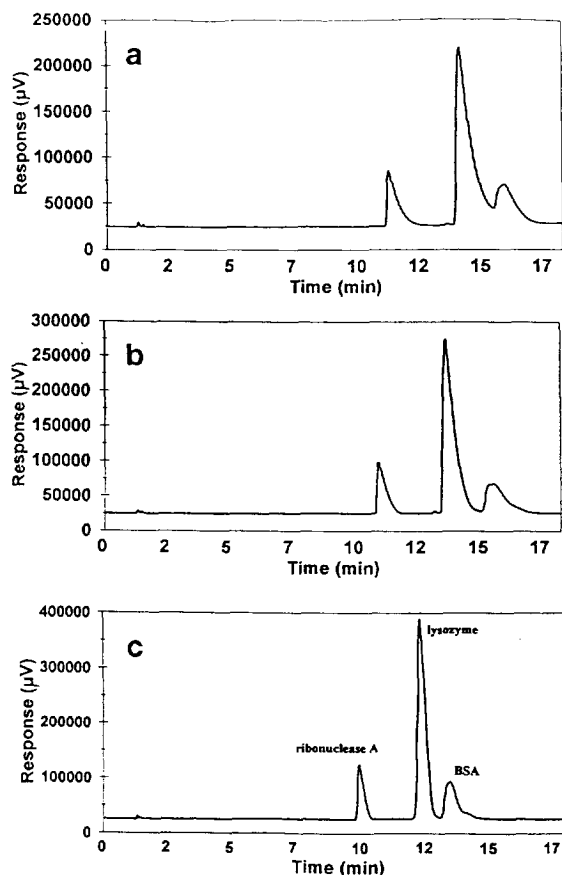 a
Response (µV)
250000
200000
150000
100000
50000
0
0 2 5 7 10 12 15 17
Time (min)
b
Response (µV)
300000
250000
200000
150000
100000
50000
0
0 2 5 7 10 12 15 17
Time (min)
c
Response (µV)
400000
300000
200000
100000
0
lysozyme
ribonuclease A
BSA
0 2 5 7 10 12 15 17
Time (min)